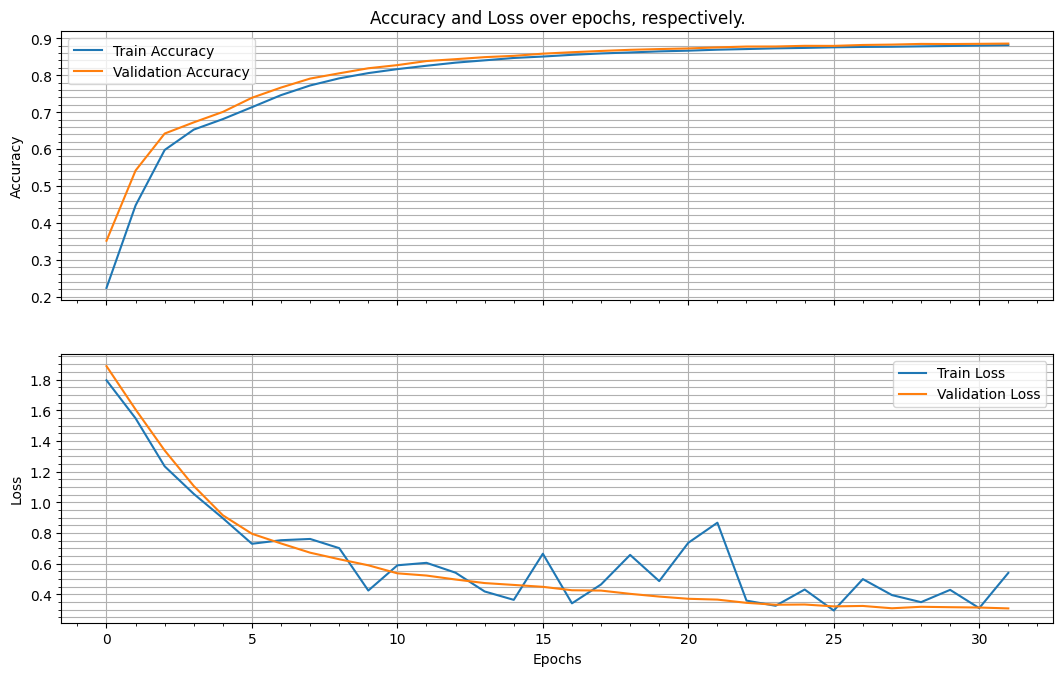 Accuracy and Loss over epochs, respectively.
0.9
0.8
0.7
0.6
0.5
0.4
0.3
0.2
Accuracy
Train Accuracy
Validation Accuracy
1.8
1.6
1.4
1.2
1.0
0.8
0.6
0.4
Loss
Train Loss
Validation Loss
0 5 10 15 20 25 30
Epochs